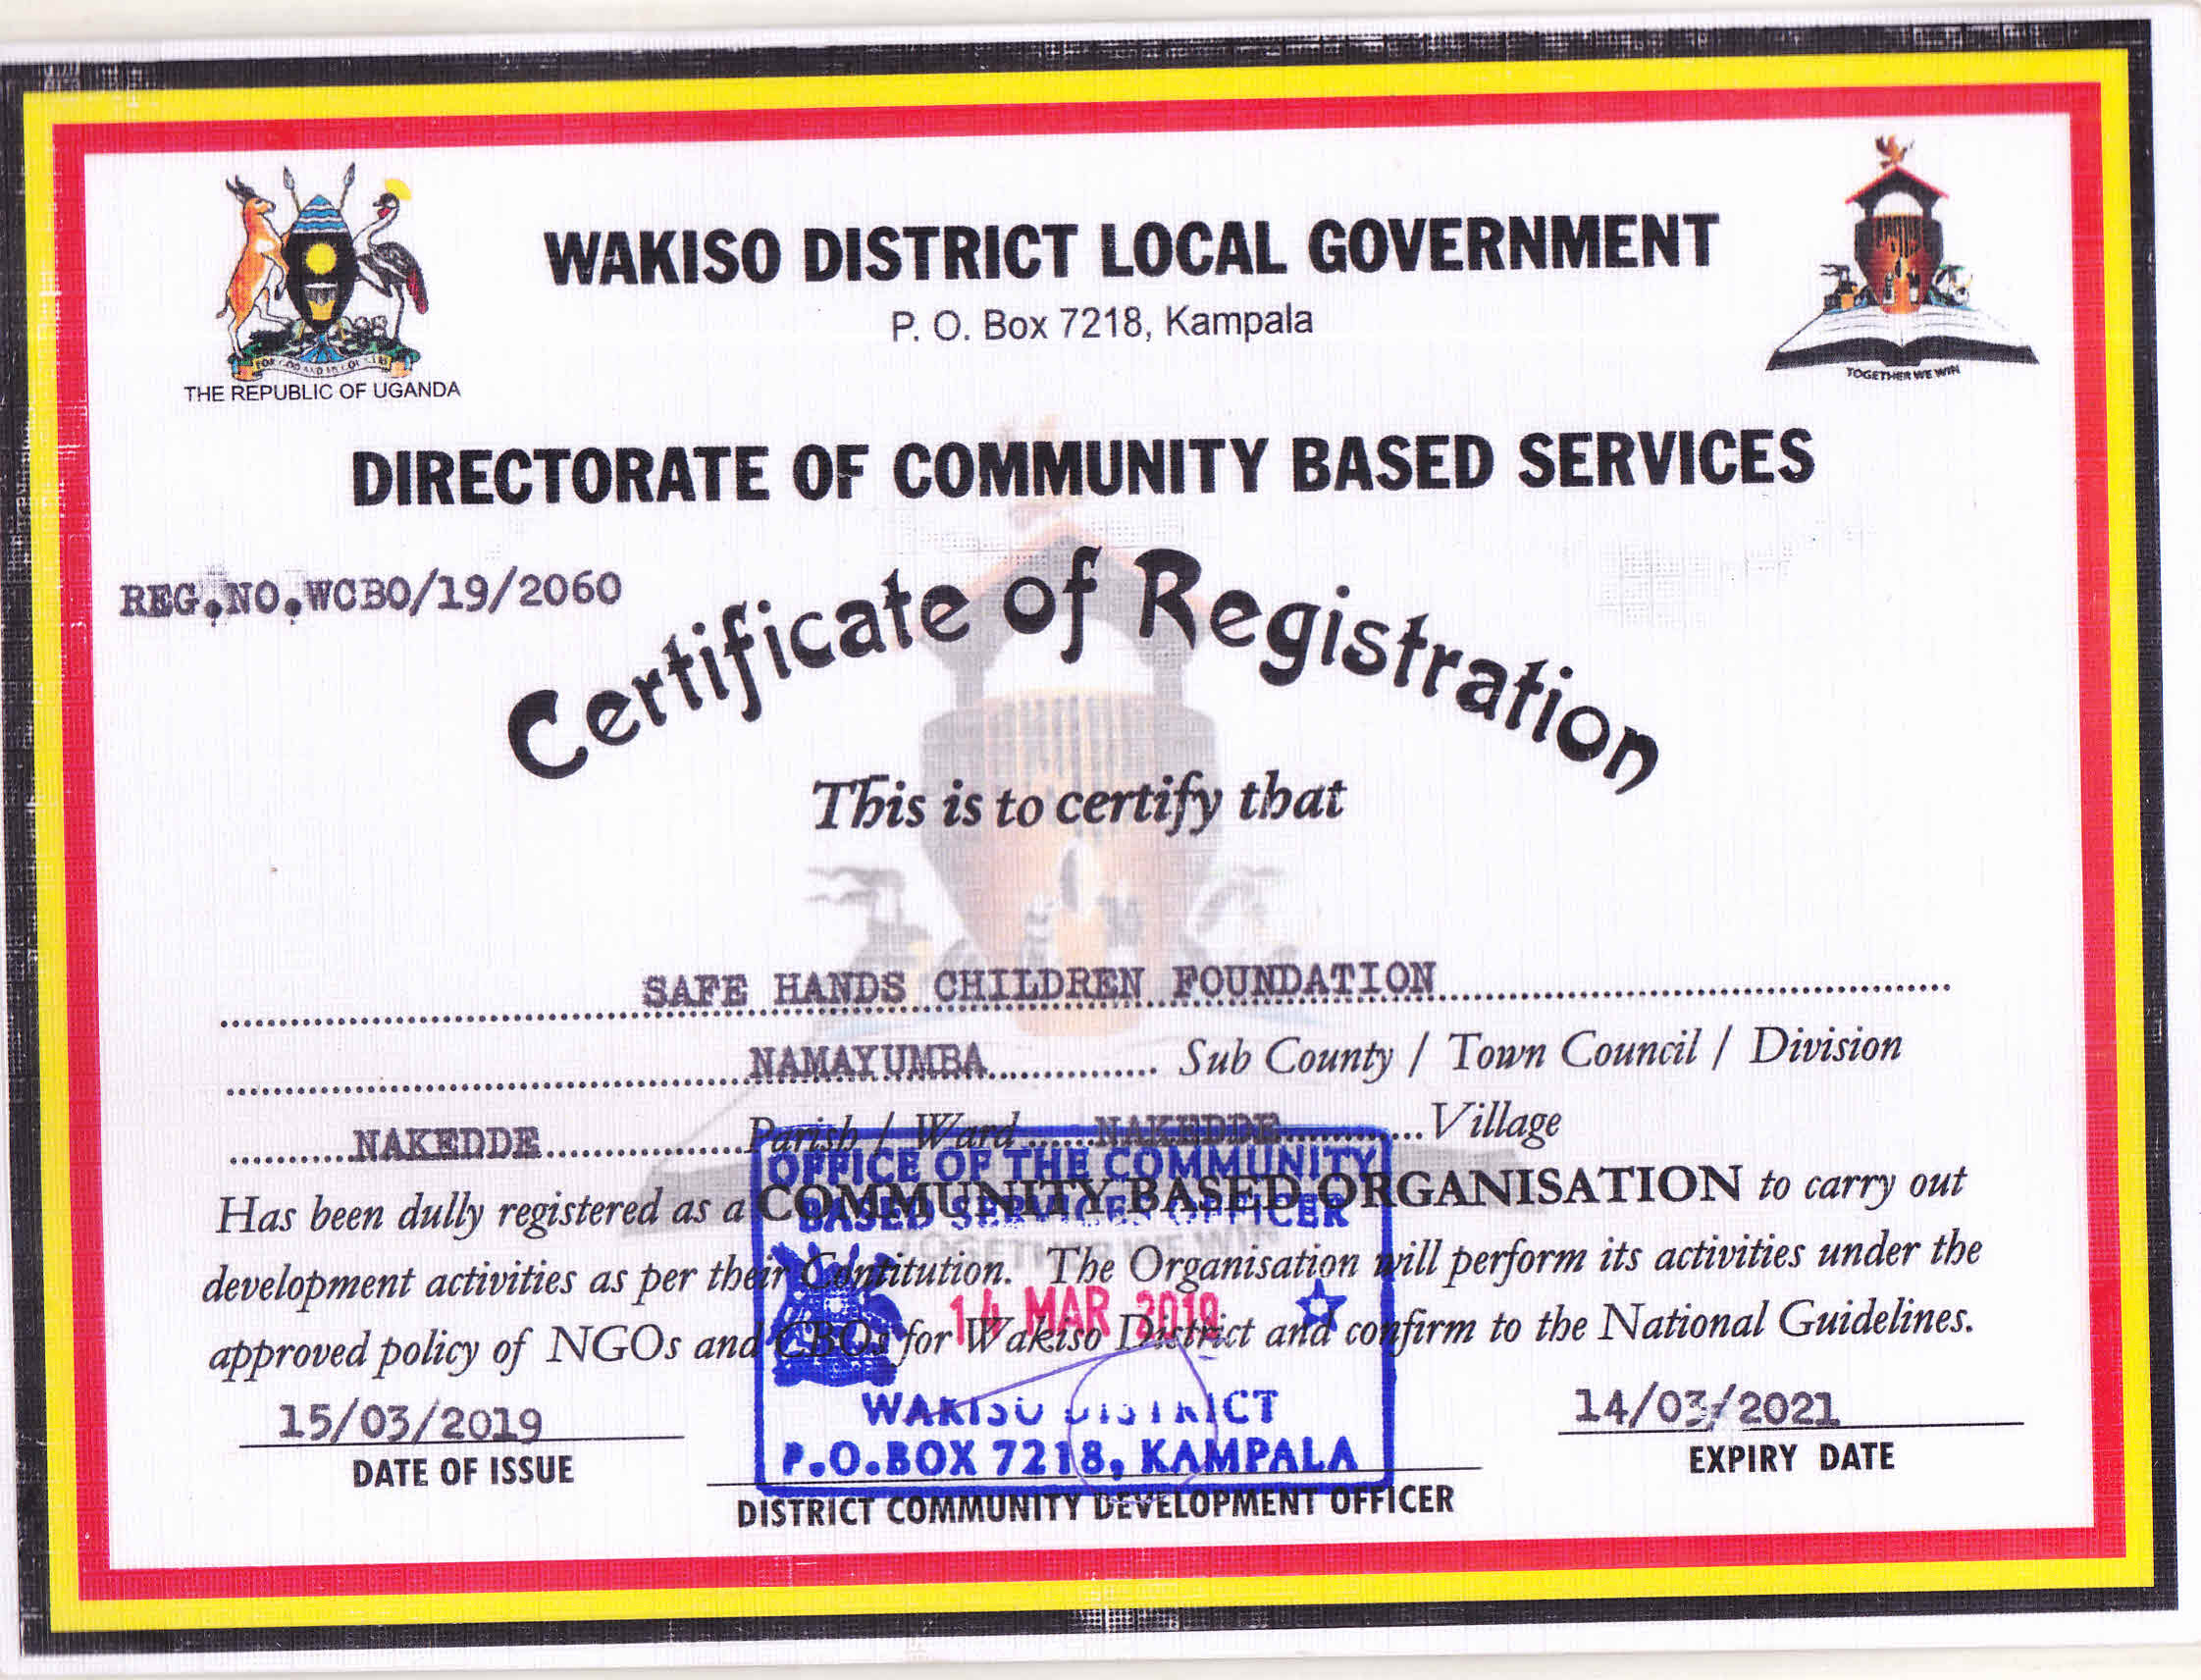 WAKISO DISTRICT LOCAL GOVERNMENT
P. O. Box 7218, Kampala
THE REPUBLIC OF UGANDA
TOGETHER WE WIN
DIRECTORATE OF COMMUNITY BASED SERVICES
REG.NO.WCBO/19/2060
Certificate of Registration
This is to certify that
SAFE HANDS CHILDREN FOUNDATION
NAMAYUMBA Sub County / Town Council / Division
NAKEDDE Parish / Ward NAKEDDE Village
Has been dully registered as a COMMUNITY BASED ORGANISATION to carry out
development activities as per their Contitution. The Organisation will perform its activities under the
approved policy of NGOs and CBOs for Wakiso District and confirm to the National Guidelines.
OFFICE OF THE COMMUNITY
BASED SERVICES OFFICER
TOGETHER WE WIN
14 MAR 2019
WAKISO DISTRICT
P.O.BOX 7218, KAMPALA
15/03/2019
DATE OF ISSUE
DISTRICT COMMUNITY DEVELOPMENT OFFICER
14/03/2021
EXPIRY DATE